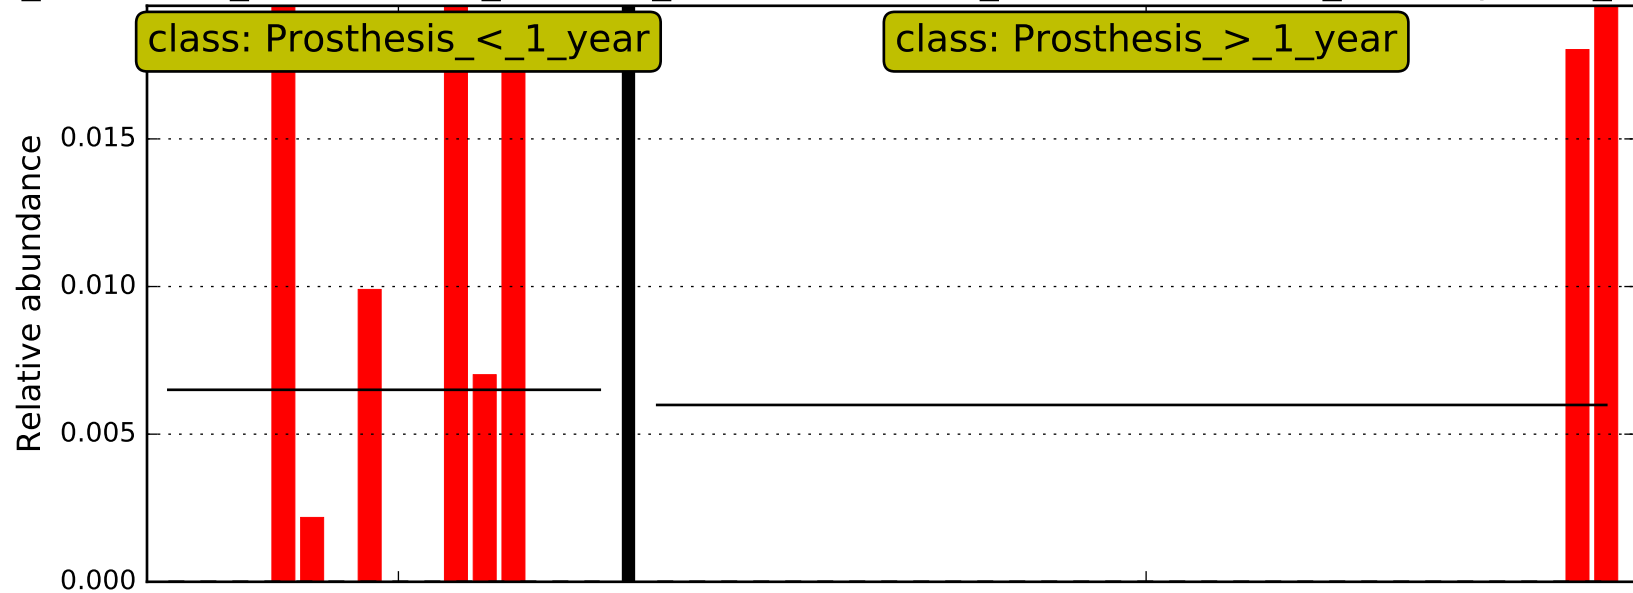 class: Prosthesis_<_1_year
class: Prosthesis_>_1_year
Relative abundance
0.015
0.010
0.005
0.000